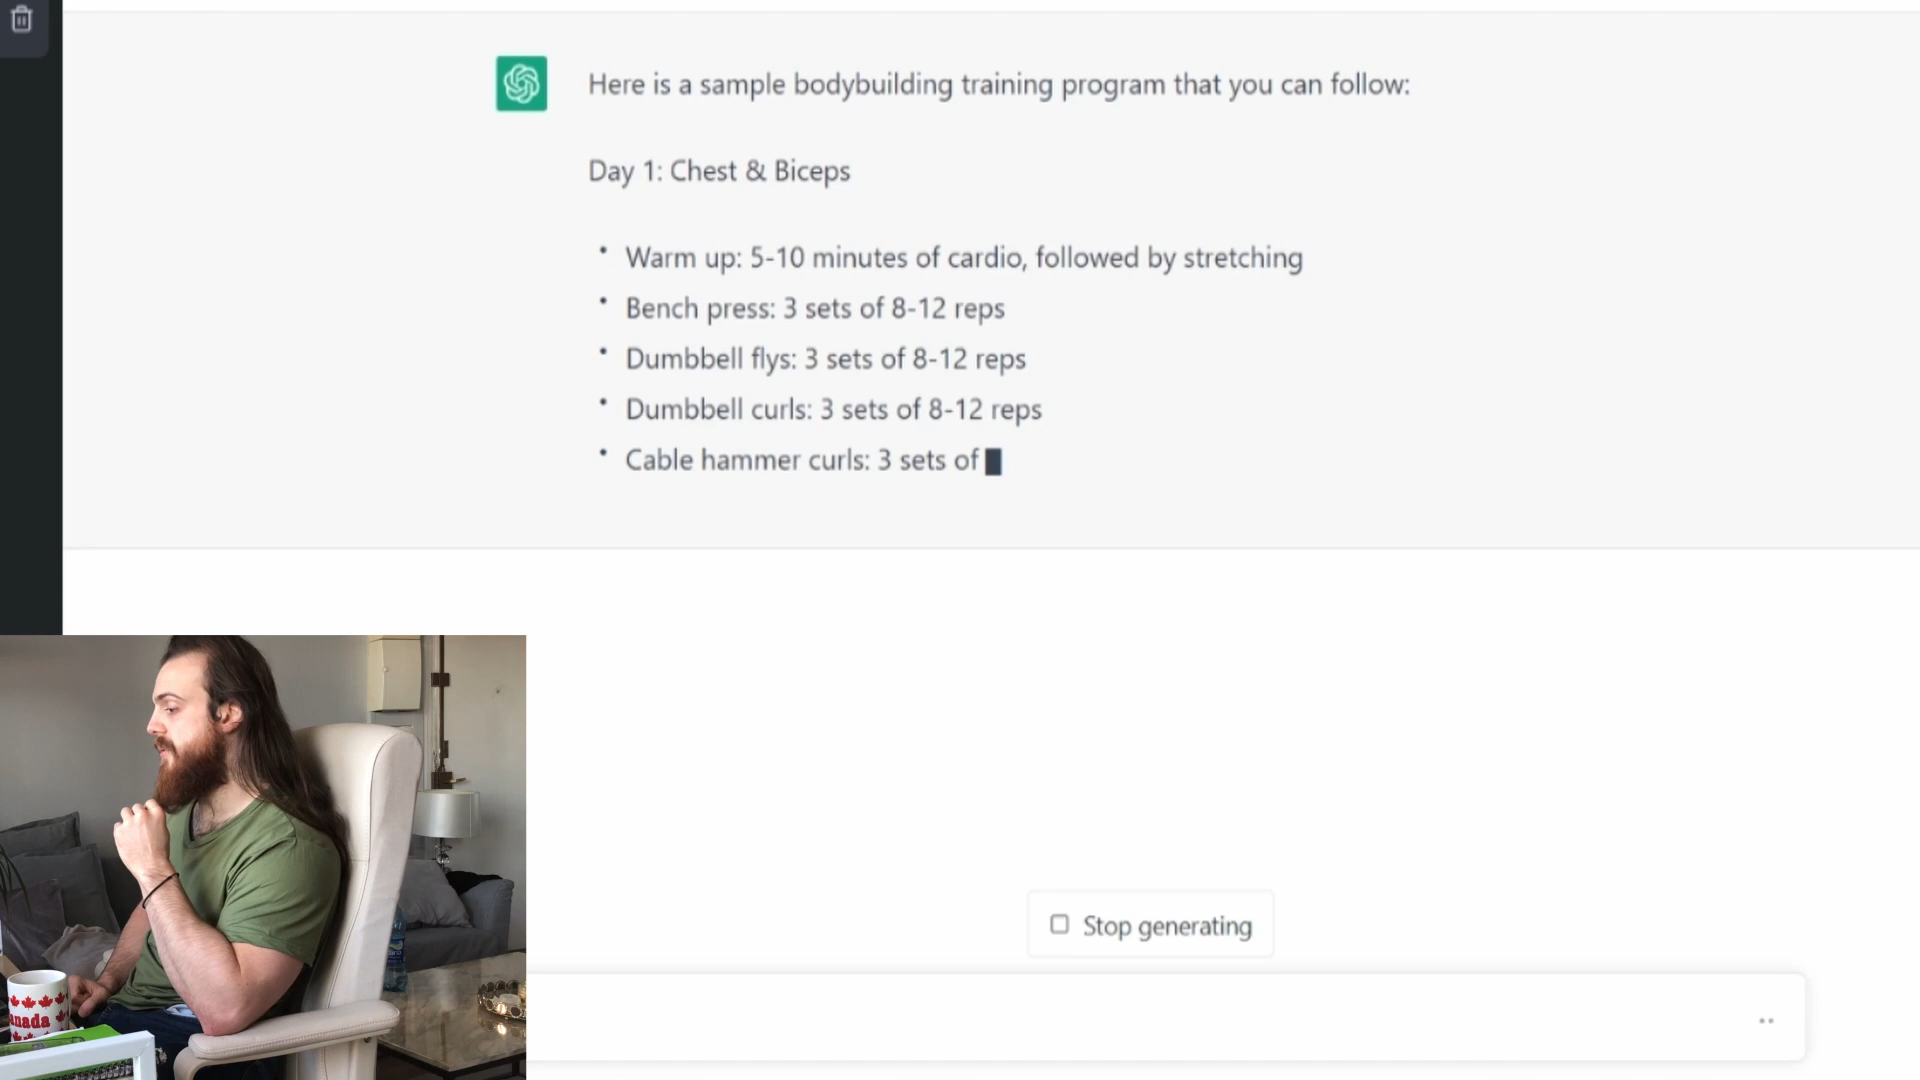 Here is a sample bodybuilding training program that you can follow:
Day 1: Chest & Biceps
• Warm up: 5-10 minutes of cardio, followed by stretching
• Bench press: 3 sets of 8-12 reps
• Dumbbell flys: 3 sets of 8-12 reps
• Dumbbell curls: 3 sets of 8-12 reps
• Cable hammer curls: 3 sets of
Stop generating
anada